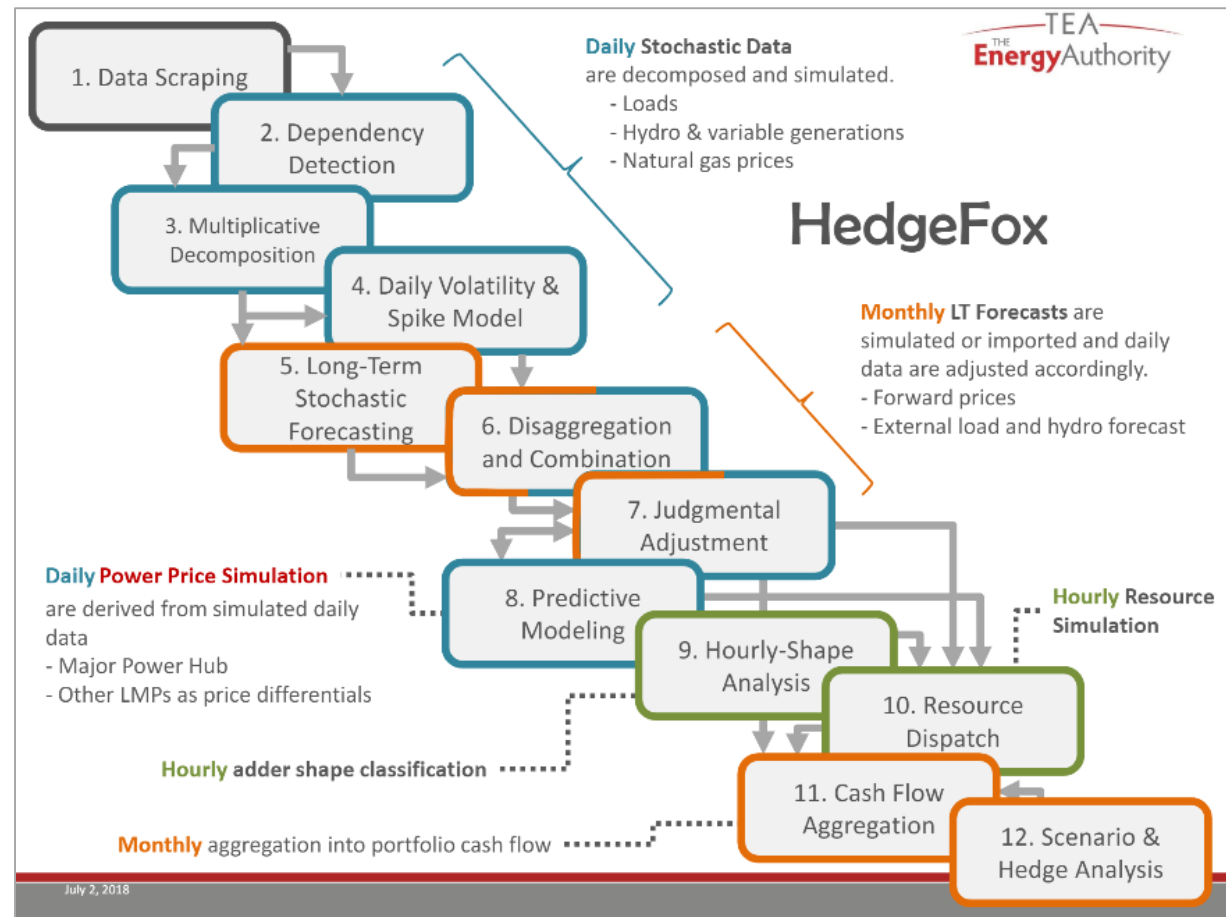 TEA
THE
EnergyAuthority
1. Data Scraping
2. Dependency
Detection
3. Multiplicative
Decomposition
4. Daily Volatility &
Spike Model
5. Long-Term
Stochastic
Forecasting
6. Disaggregation
and Combination
7. Judgmental
Adjustment
8. Predictive
Modeling
9. Hourly-Shape
Analysis
10. Resource
Dispatch
11. Cash Flow
Aggregation
12. Scenario &
Hedge Analysis
Daily Stochastic Data
are decomposed and simulated.
- Loads
- Hydro & variable generations
- Natural gas prices
HedgeFox
Monthly LT Forecasts are
simulated or imported and daily
data are adjusted accordingly.
- Forward prices
- External load and hydro forecast
Daily Power Price Simulation
are derived from simulated daily
data
- Major Power Hub
- Other LMPs as price differentials
Hourly Resource
Simulation
Hourly adder shape classification
Monthly aggregation into portfolio cash flow
July 2, 2018